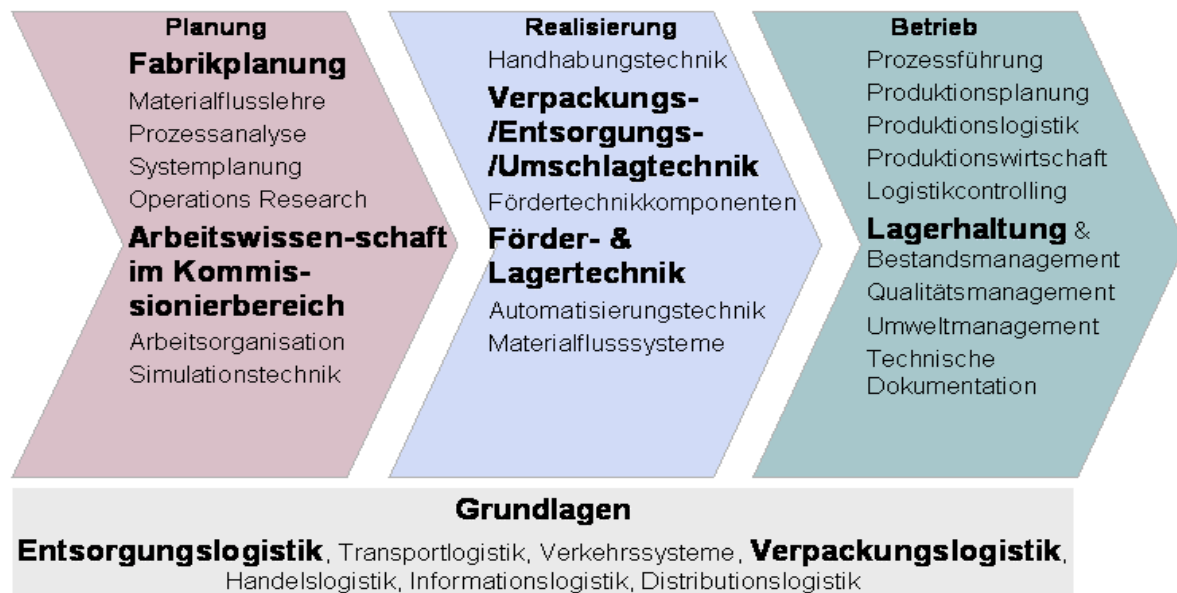 Planung
Fabrikplanung
Materialflusslehre
Prozessanalyse
Systemplanung
Operations Research
Arbeitswissen-schaft
im Kommis-
sionierbereich
Arbeitsorganisation
Simulationstechnik
Realisierung
Handhabungstechnik
Verpackungs-
/Entsorgungs-
/Umschlagtechnik
Fördertechnikkomponenten
Förder- &
Lagertechnik
Automatisierungstechnik
Materialflusssysteme
Betrieb
Prozessführung
Produktionsplanung
Produktionslogistik
Produktionswirtschaft
Logistikcontrolling
Lagerhaltung &
Bestandsmanagement
Qualitätsmanagement
Umweltmanagement
Technische
Dokumentation
Grundlagen
Entsorgungslogistik, Transportlogistik, Verkehrssysteme, Verpackungslogistik,
Handelslogistik, Informationslogistik, Distributionslogistik